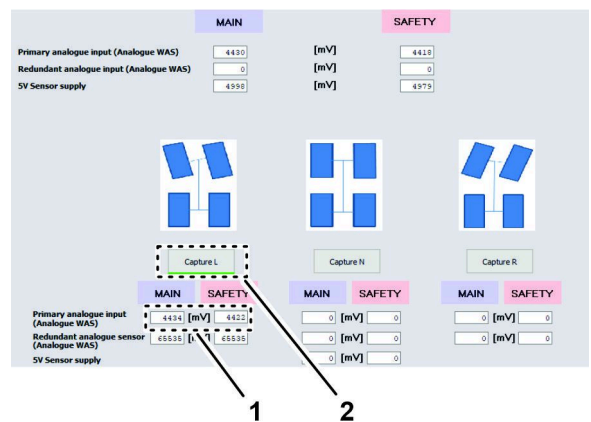 MAIN SAFETY
Primary analogue input (Analogue WAS) 4430 [mV] 4418
Redundant analogue input (Analogue WAS) 0 [mV] 0
5V Sensor supply 4998 [mV] 4979
Capture L Capture N Capture R
MAIN SAFETY MAIN SAFETY MAIN SAFETY
Primary analogue input
(Analogue WAS) 4434 [mV] 4422 0 [mV] 0 0 [mV] 0
Redundant analogue sensor
(Analogue WAS) 65535 65535 0 [mV] 0 0 [mV] 0
5V Sensor supply 0 [mV] 0
1 2